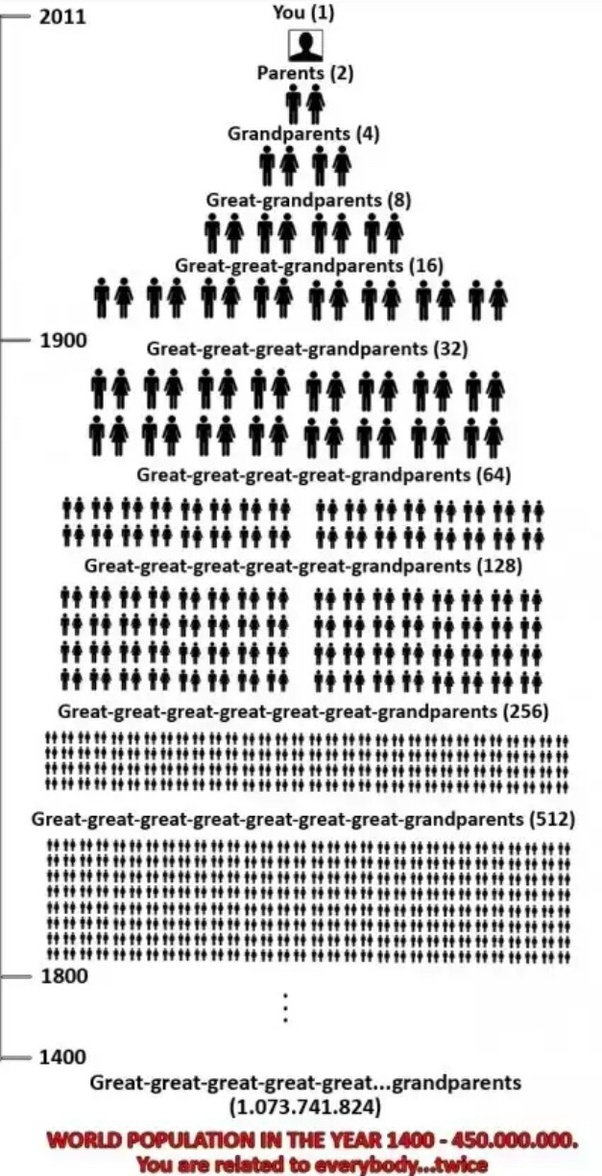 2011
You (1)
Parents (2)
Grandparents (4)
Great-grandparents (8)
Great-great-grandparents (16)
1900
Great-great-great-grandparents (32)
Great-great-great-great-grandparents (64)
Great-great-great-great-great-grandparents (128)
Great-great-great-great-great-great-grandparents (256)
Great-great-great-great-great-great-great-grandparents (512)
1800
⋮
1400
Great-great-great-great-great...grandparents
(1.073.741.824)
WORLD POPULATION IN THE YEAR 1400 - 450.000.000.
You are related to everybody...twice